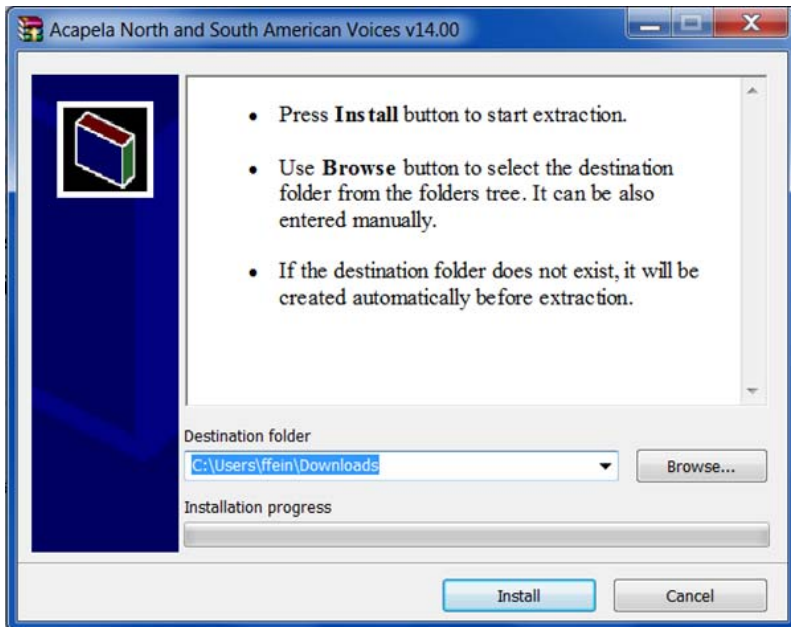 Acapela North and South American Voices v14.00
• Press Install button to start extraction.
• Use Browse button to select the destination
folder from the folders tree. It can be also
entered manually.
• If the destination folder does not exist, it will be
created automatically before extraction.
Destination folder
C:\Users\ffein\Downloads
Browse...
Installation progress
Install
Cancel